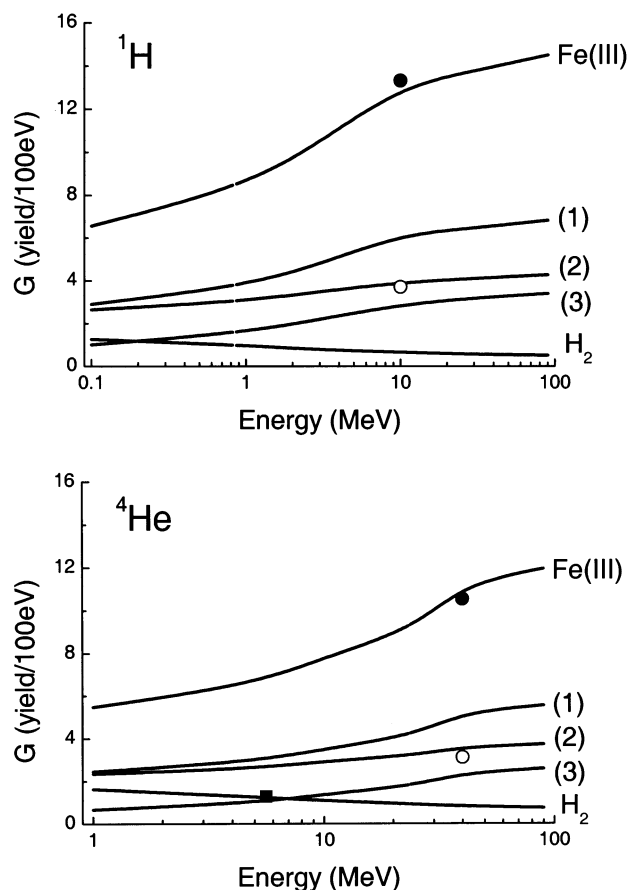 16
¹H
Fe(III)
12
G (yield/100eV)
8
(1)
(2)
4
(3)
H₂
0
0.1 1 10 100
Energy (MeV)
16
⁴He
12
Fe(III)
G (yield/100eV)
8
(1)
4
(2)
(3)
H₂
0
1 10 100
Energy (MeV)